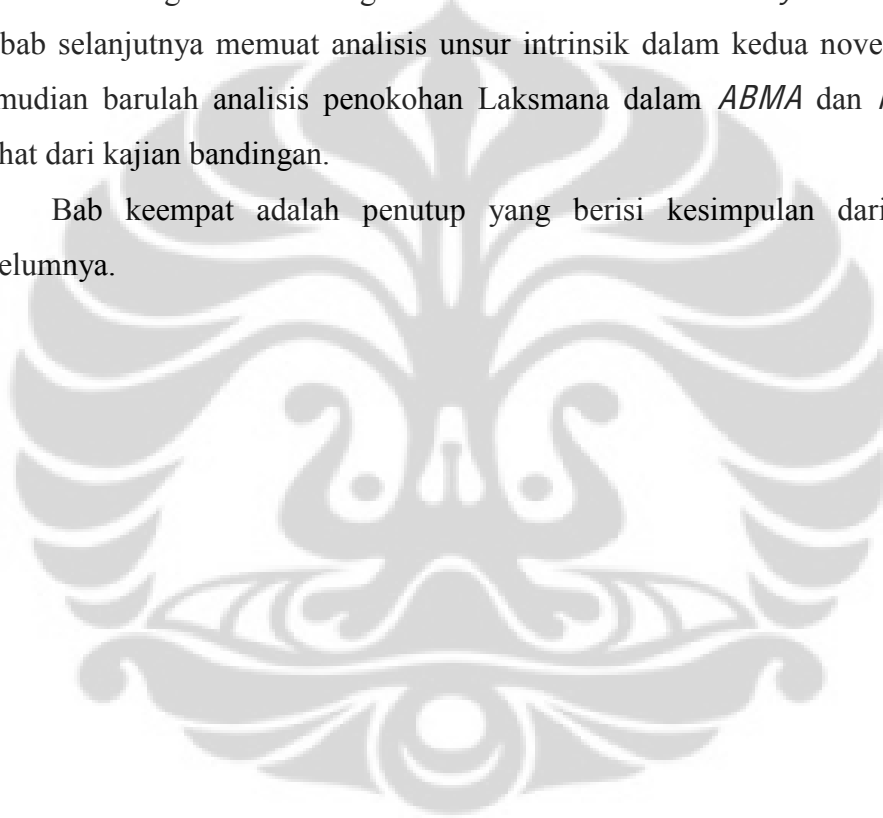 bab selanjutnya memuat analisis unsur intrinsik dalam kedua nove
mudian barulah analisis penokohan Laksmana dalam ABMA dan
hat dari kajian bandingan.
Bab keempat adalah penutup yang berisi kesimpulan dari
elumnya.